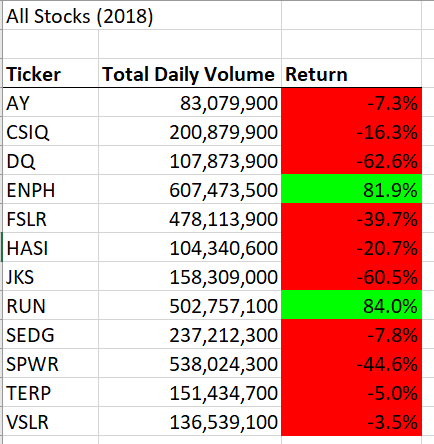 All Stocks (2018)
Ticker Total Daily Volume Return
AY 83,079,900 -7.3%
CSIQ 200,879,900 -16.3%
DQ 107,873,900 -62.6%
ENPH 607,473,500 81.9%
FSLR 478,113,900 -39.7%
HASI 104,340,600 -20.7%
JKS 158,309,000 -60.5%
RUN 502,757,100 84.0%
SEDG 237,212,300 -7.8%
SPWR 538,024,300 -44.6%
TERP 151,434,700 -5.0%
VSLR 136,539,100 -3.5%